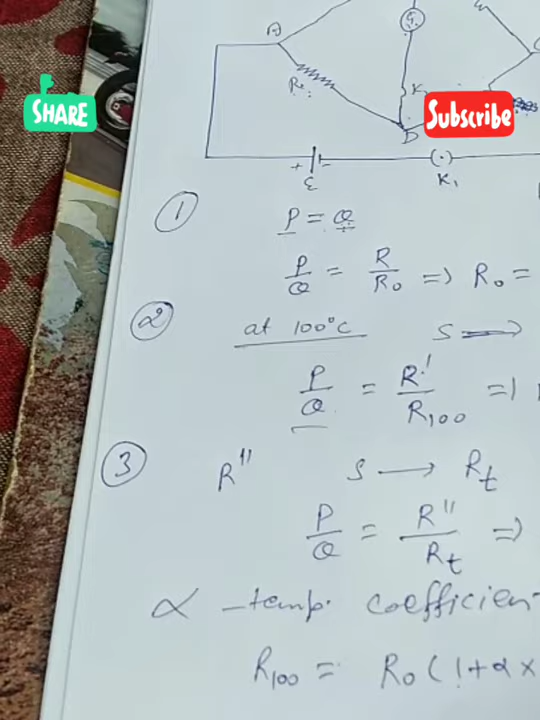 G
A
R
K
D
SHARE
Subscribe
+ ε -
K₁
① P = Q
P/Q = R/R₀ => R₀ =
② at 100°C S →
P/Q = R'/R₁₀₀ =>
③ R'' S → Rt
P/Q = R''/Rt =>
α - temp. coefficien
R₁₀₀ = R₀ (1+α×